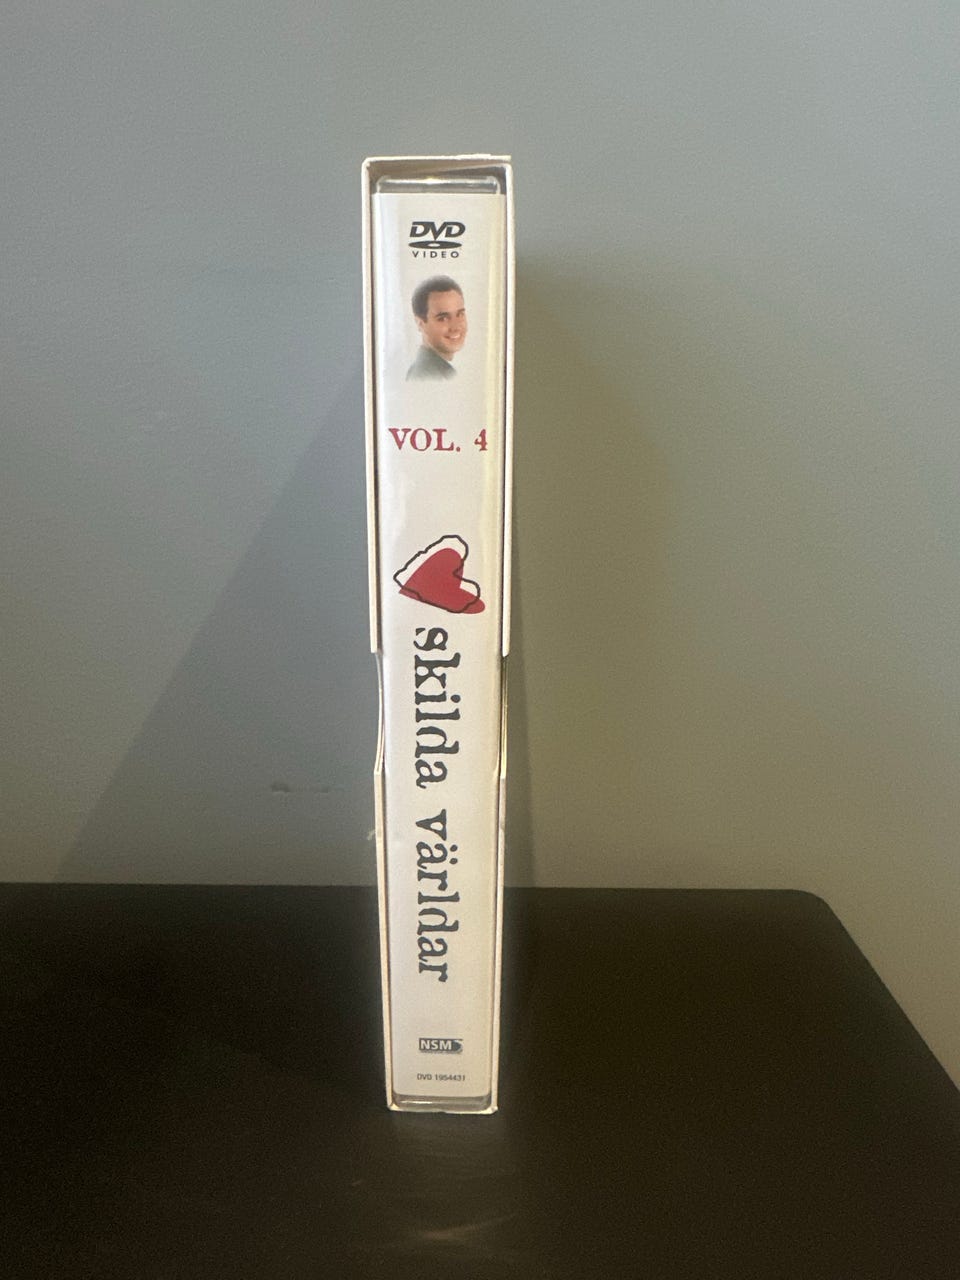 DVD
VIDEO
VOL. 4
skilda världar
NSM
DVD 1954431